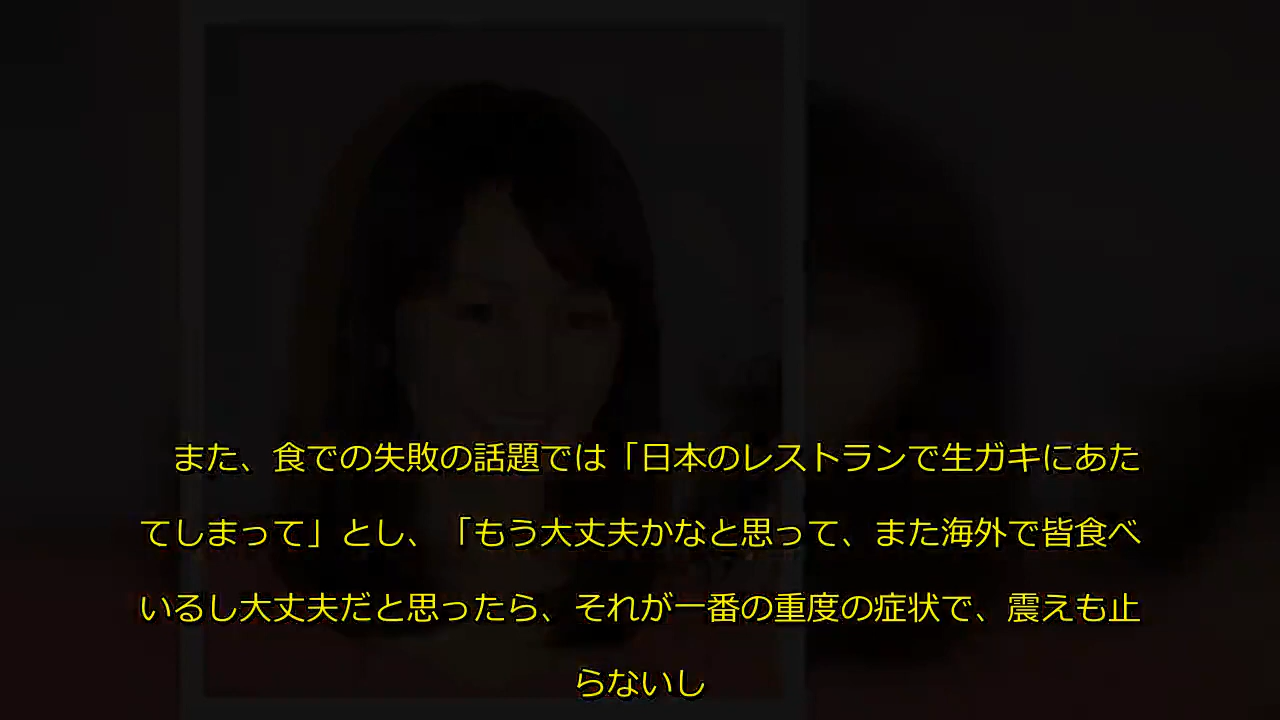 また、食での失敗の話題では「日本のレストランで生ガキにあた
てしまって」とし、「もう大丈夫かなと思って、また海外で皆食べ
いるし大丈夫だと思ったら、それが一番の重度の症状で、震えも止
らないし